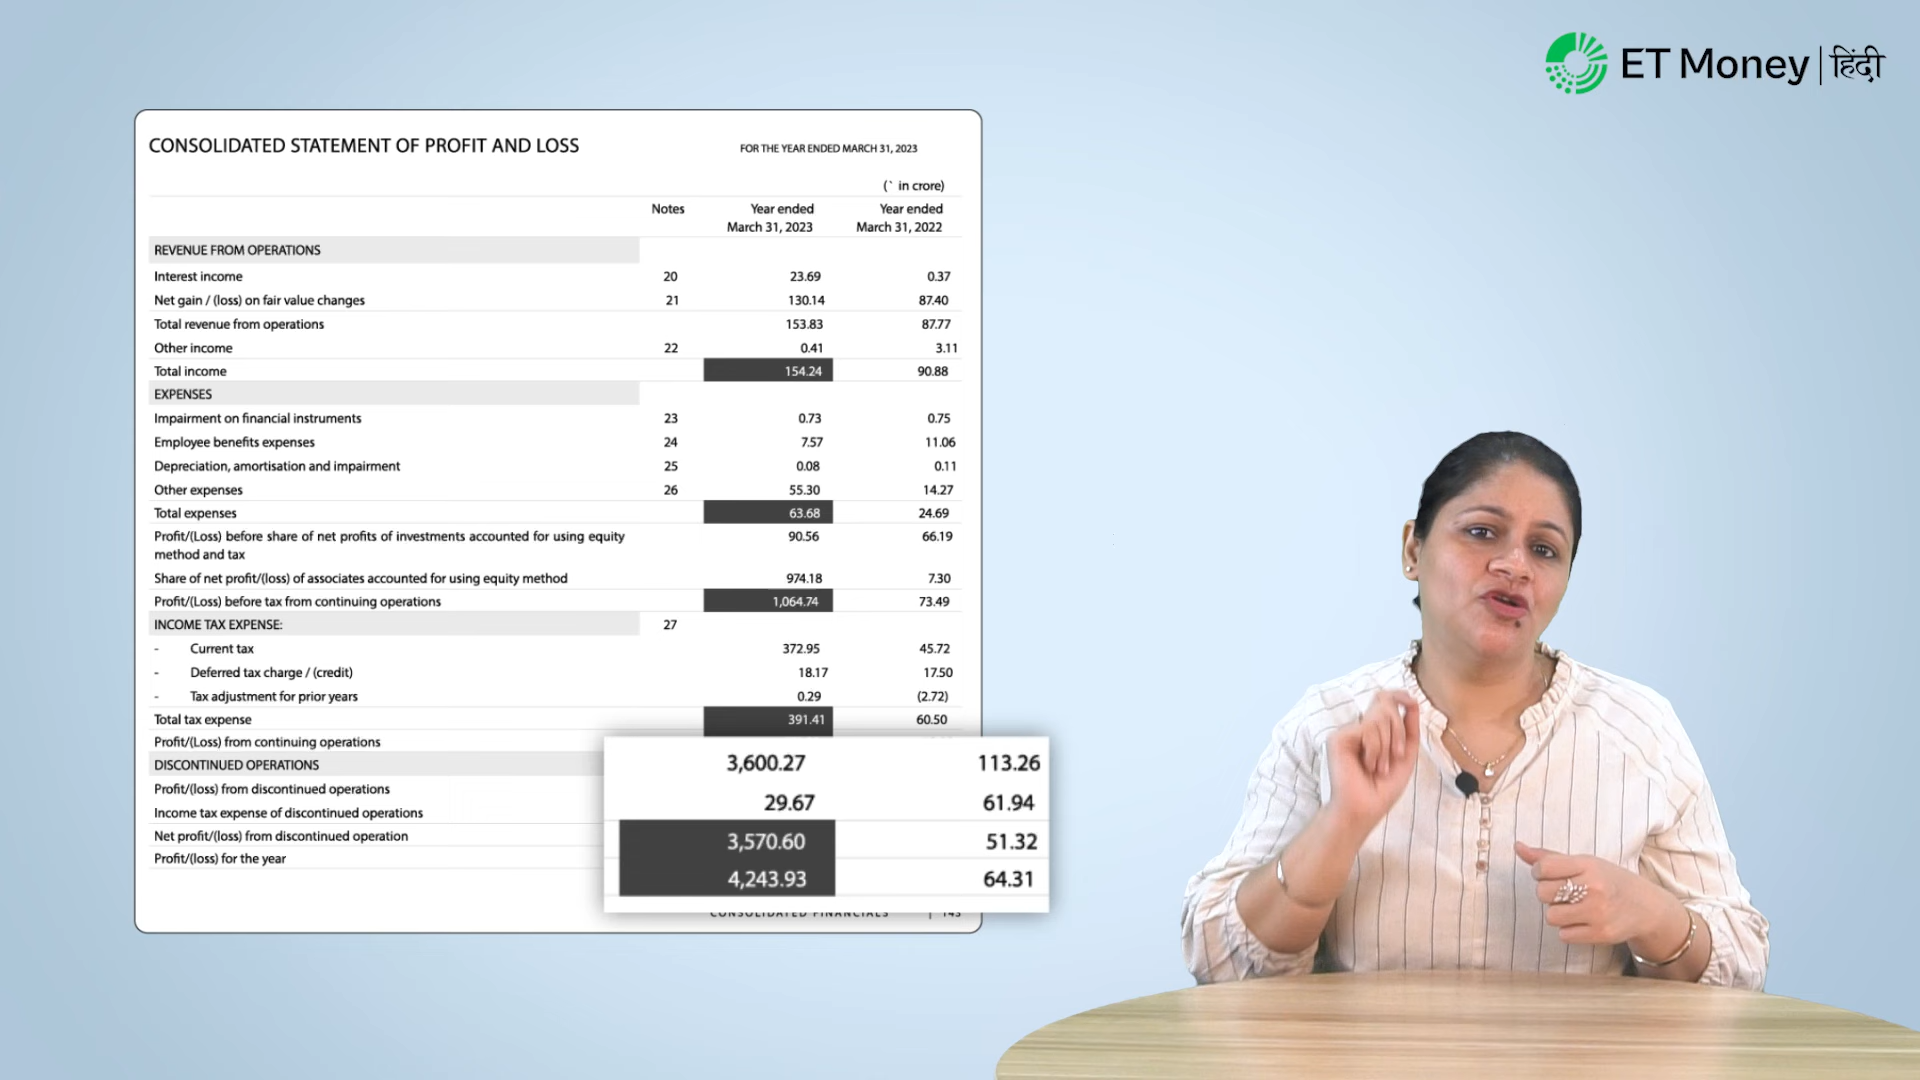 ET Money | हिंदी
CONSOLIDATED STATEMENT OF PROFIT AND LOSS FOR THE YEAR ENDED MARCH 31, 2023
(` in crore)
Notes Year ended March 31, 2023 Year ended March 31, 2022
REVENUE FROM OPERATIONS
Interest income 20 23.69 0.37
Net gain / (loss) on fair value changes 21 130.14 87.40
Total revenue from operations 153.83 87.77
Other income 22 0.41 3.11
Total income 154.24 90.88
EXPENSES
Impairment on financial instruments 23 0.73 0.75
Employee benefits expenses 24 7.57 11.06
Depreciation, amortisation and impairment 25 0.08 0.11
Other expenses 26 55.30 14.27
Total expenses 63.68 24.69
Profit/(Loss) before share of net profits of investments accounted for using equity 90.56 66.19
method and tax
Share of net profit/(loss) of associates accounted for using equity method 974.18 7.30
Profit/(Loss) before tax from continuing operations 1,064.74 73.49
INCOME TAX EXPENSE: 27
- Current tax 372.95 45.72
- Deferred tax charge / (credit) 18.17 17.50
- Tax adjustment for prior years 0.29 (2.72)
Total tax expense 391.41 60.50
Profit/(Loss) from continuing operations
DISCONTINUED OPERATIONS
Profit/(loss) from discontinued operations 3,600.27 113.26
Income tax expense of discontinued operations 29.67 61.94
Net profit/(loss) from discontinued operation 3,570.60 51.32
Profit/(loss) for the year 4,243.93 64.31
CONSOLIDATED FINANCIALS | 143